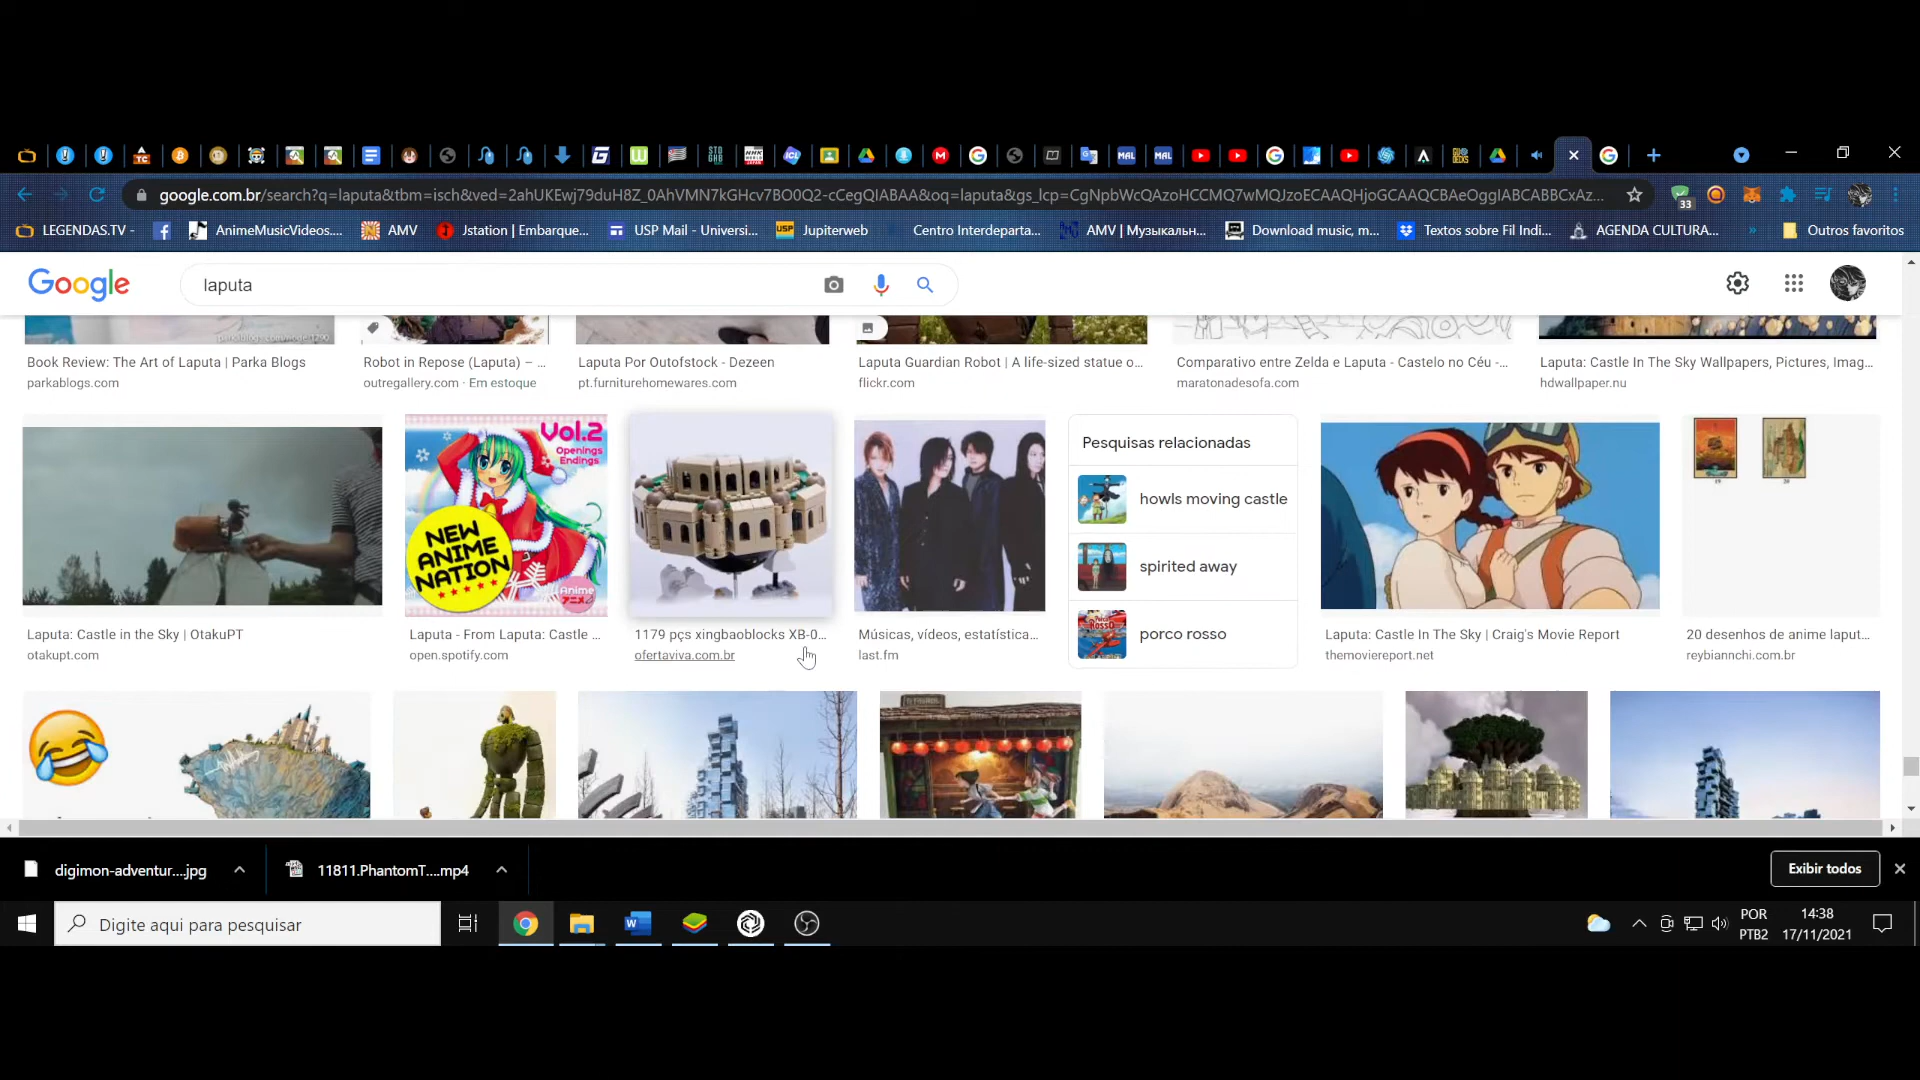 google.com.br/search?q=laputa&tbm=isch&ved=2ahUKEwj79duH8Z_0AhVMN7kGHcv7BO0Q2-cCegQIABAA&oq=laputa&gs_lcp=CgNpbWcQAzoHCCMQ7wMQJzoECAAQHjoGCAAQCBAeOggIABCABBCxAz...
33
LEGENDAS.TV -
AnimeMusicVideos....
AMV
Jstation | Embarque...
USP Mail - Universi...
Jupiterweb
Centro Interdeparta...
AMV | Музыкальн...
Download music, m...
Textos sobre Fil Indi...
AGENDA CULTURA...
»
Outros favoritos
Google
laputa
Book Review: The Art of Laputa | Parka Blogs
parkablogs.com
Robot in Repose (Laputa) – ...
outregallery.com · Em estoque
Laputa Por Outofstock - Dezeen
pt.furniturehomewares.com
Laputa Guardian Robot | A life-sized statue o...
flickr.com
Comparativo entre Zelda e Laputa - Castelo no Céu -...
maratonadesofa.com
Laputa: Castle In The Sky Wallpapers, Pictures, Imag...
hdwallpaper.nu
Vol.2
Openings
Endings
NEW
ANIME
NATION
Anime
アニメ
Laputa: Castle in the Sky | OtakuPT
otakupt.com
Laputa - From Laputa: Castle ...
open.spotify.com
1179 pçs xingbaoblocks XB-0...
ofertaviva.com.br
Músicas, vídeos, estatística...
last.fm
Pesquisas relacionadas
howls moving castle
spirited away
porco rosso
Laputa: Castle In The Sky | Craig's Movie Report
themoviereport.net
19
20
20 desenhos de anime laput...
reybiannchi.com.br
digimon-adventur....jpg
11811.PhantomT....mp4
Exibir todos
Digite aqui para pesquisar
POR
PTB2
14:38
17/11/2021